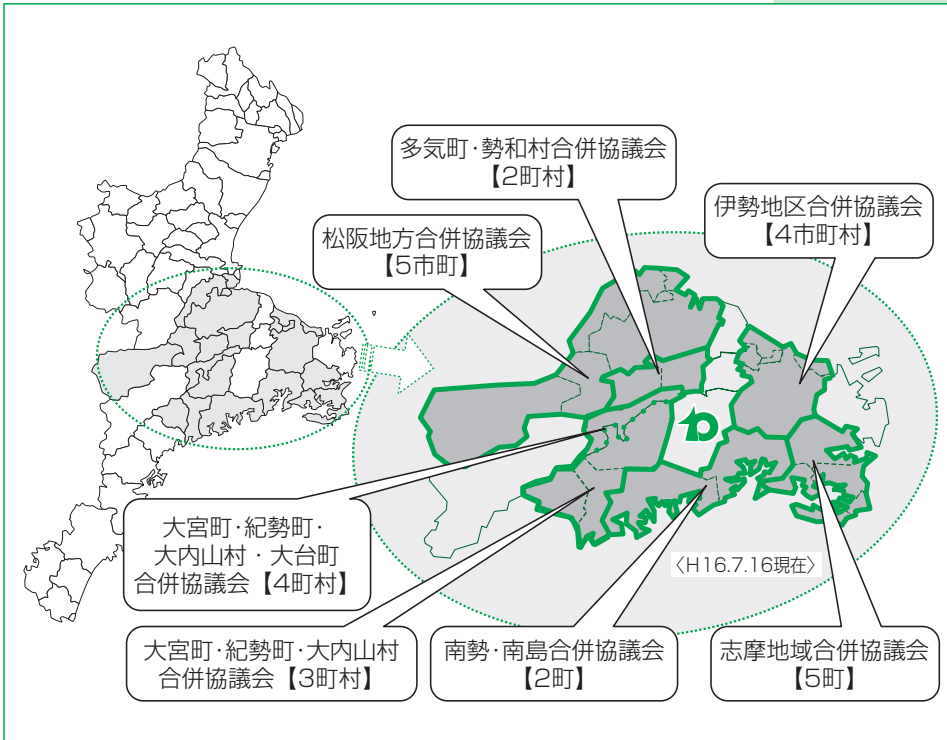 多気町・勢和村合併協議会
【2町村】
伊勢地区合併協議会
【4市町村】
松阪地方合併協議会
【5市町】
大宮町・紀勢町・
大内山村・大台町
合併協議会【4町村】
〈H16.7.16現在〉
大宮町・紀勢町・大内山村
合併協議会【3町村】
南勢・南島合併協議会
【2町】
志摩地域合併協議会
【5町】